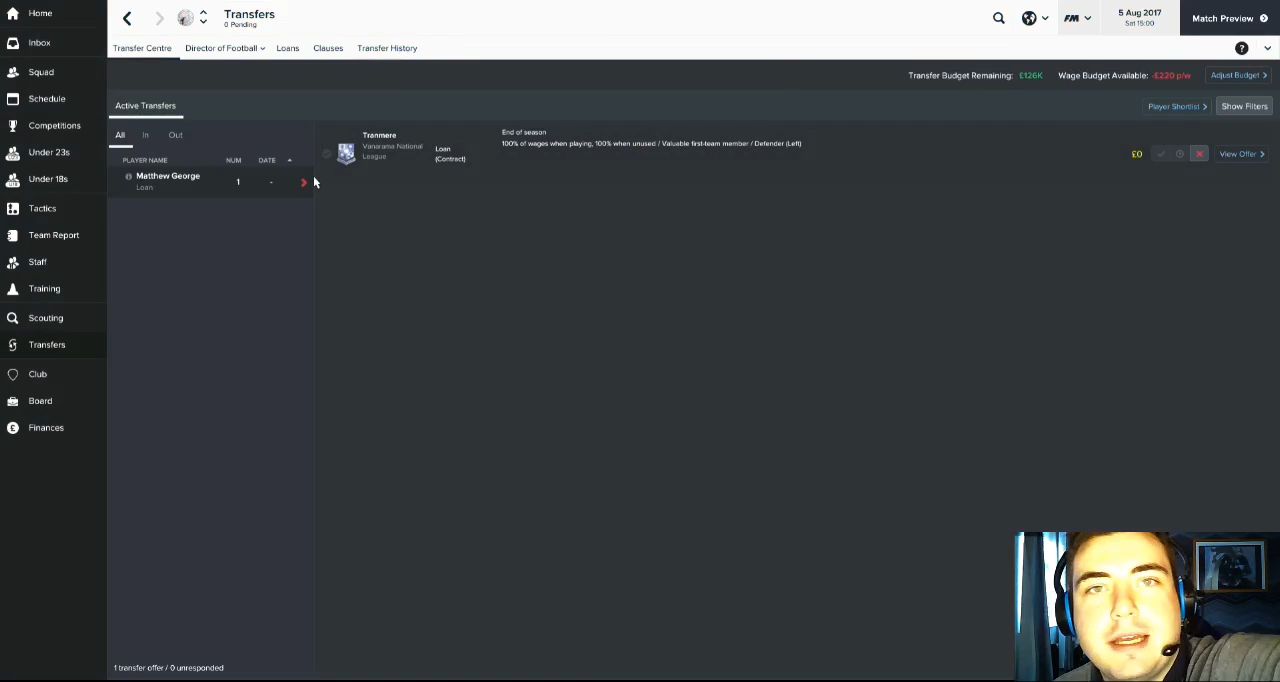 Home
Transfers
0 Pending
5 Aug 2017
Sat 15:00
FM
Match Preview
Inbox
Transfer Centre
Director of Football
Loans
Clauses
Transfer History
?
Squad
Transfer Budget Remaining: £126K
Wage Budget Available: -£220 p/w
Adjust Budget
Schedule
Active Transfers
Player Shortlist
Show Filters
Competitions
All
In
Out
Tranmere
Vanarama National
League
Loan
(Contract)
End of season
100% of wages when playing, 100% when unused / Valuable first-team member / Defender (Left)
£0
View Offer
Under 23s
PLAYER NAME
NUM
DATE
Under 18s
Matthew George
Loan
1
-
Tactics
Team Report
Staff
Training
Scouting
Transfers
Club
Board
Finances
1 transfer offer / 0 unresponded